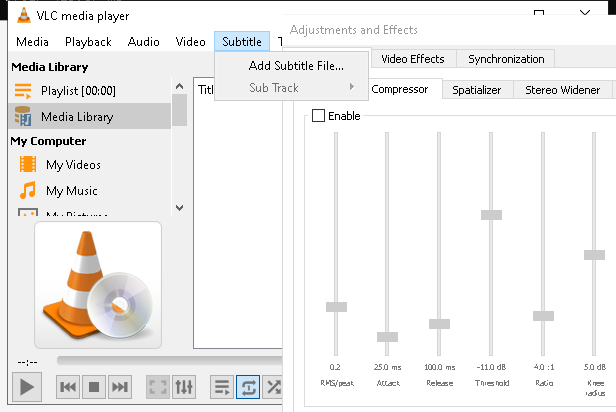 VLC media player
Adjustments and Effects
Media Playback Audio Video Subtitle
Video Effects Synchronization
Media Library
Add Subtitle File...
Sub Track
Playlist [00:00]
Media Library
Compressor Spatializer Stereo Widener
Enable
My Computer
My Videos
My Music
My Pictures
--:--
0.2 25.0 ms 100.0 ms -11.0 dB 4.0 :1 5.0 dB
RMS/peak Attack Release Threshold Ratio Knee
radius